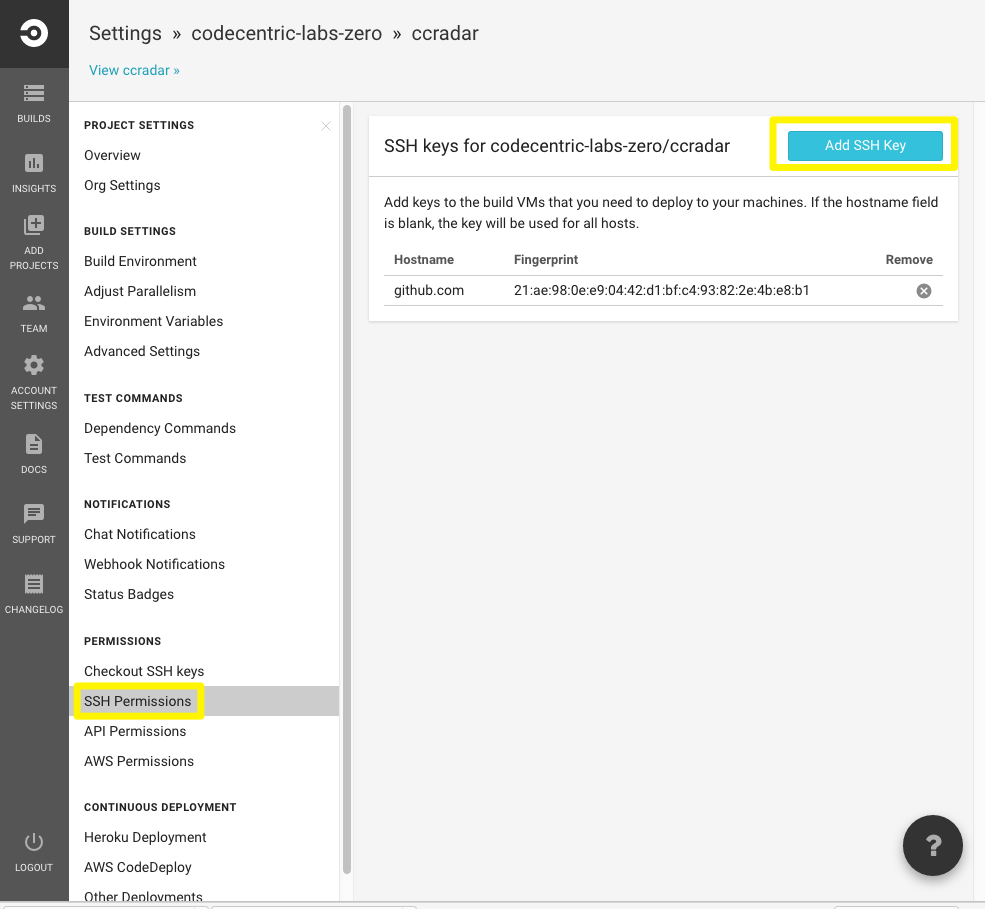 Settings » codecentric-labs-zero » ccradar
View ccradar »
BUILDS
INSIGHTS
ADD
PROJECTS
TEAM
ACCOUNT
SETTINGS
DOCS
SUPPORT
CHANGELOG
LOGOUT
PROJECT SETTINGS
Overview
Org Settings
BUILD SETTINGS
Build Environment
Adjust Parallelism
Environment Variables
Advanced Settings
TEST COMMANDS
Dependency Commands
Test Commands
NOTIFICATIONS
Chat Notifications
Webhook Notifications
Status Badges
PERMISSIONS
Checkout SSH keys
SSH Permissions
API Permissions
AWS Permissions
CONTINUOUS DEPLOYMENT
Heroku Deployment
AWS CodeDeploy
Other Deployments
SSH keys for codecentric-labs-zero/ccradar
Add SSH Key
Add keys to the build VMs that you need to deploy to your machines. If the hostname field
is blank, the key will be used for all hosts.
Hostname Fingerprint Remove
github.com 21:ae:98:0e:e9:04:42:d1:bf:c4:93:82:2e:4b:e8:b1
?